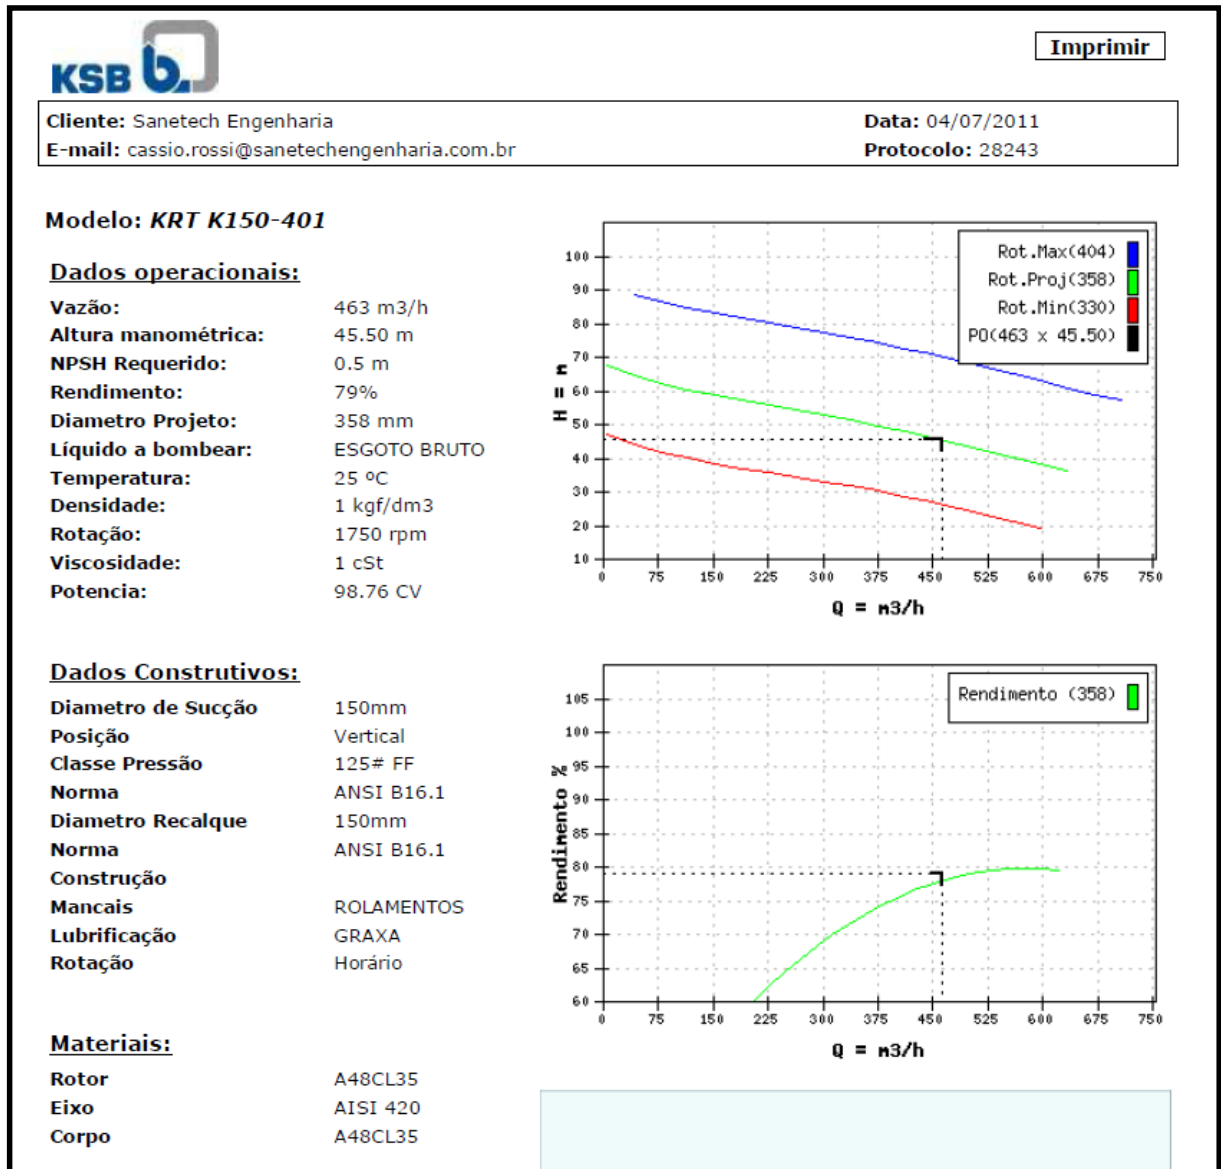 KSB b.
Imprimir
Cliente: Sanetech Engenharia
Data: 04/07/2011
E-mail: cassio.rossi@sanetechengenharia.com.br
Protocolo: 28243
Modelo: KRT K150-401
Dados operacionais:
Vazão: 463 m3/h
Altura manométrica: 45.50 m
NPSH Requerido: 0.5 m
Rendimento: 79%
Diametro Projeto: 358 mm
Líquido a bombear: ESGOTO BRUTO
Temperatura: 25 ºC
Densidade: 1 kgf/dm3
Rotação: 1750 rpm
Viscosidade: 1 cSt
Potencia: 98.76 CV
Rot.Max(404)
Rot.Proj(358)
Rot.Min(330)
PO(463 x 45.50)
H = m
100
90
80
70
60
50
40
30
20
10
0 75 150 225 300 375 450 525 600 675 750
Q = m3/h
Dados Construtivos:
Diametro de Sucção 150mm
Posição Vertical
Classe Pressão 125# FF
Norma ANSI B16.1
Diametro Recalque 150mm
Norma ANSI B16.1
Construção
Mancais ROLAMENTOS
Lubrificação GRAXA
Rotação Horário
Rendimento (358)
Rendimento %
105
100
95
90
85
80
75
70
65
60
0 75 150 225 300 375 450 525 600 675 750
Q = m3/h
Materiais:
Rotor A48CL35
Eixo AISI 420
Corpo A48CL35